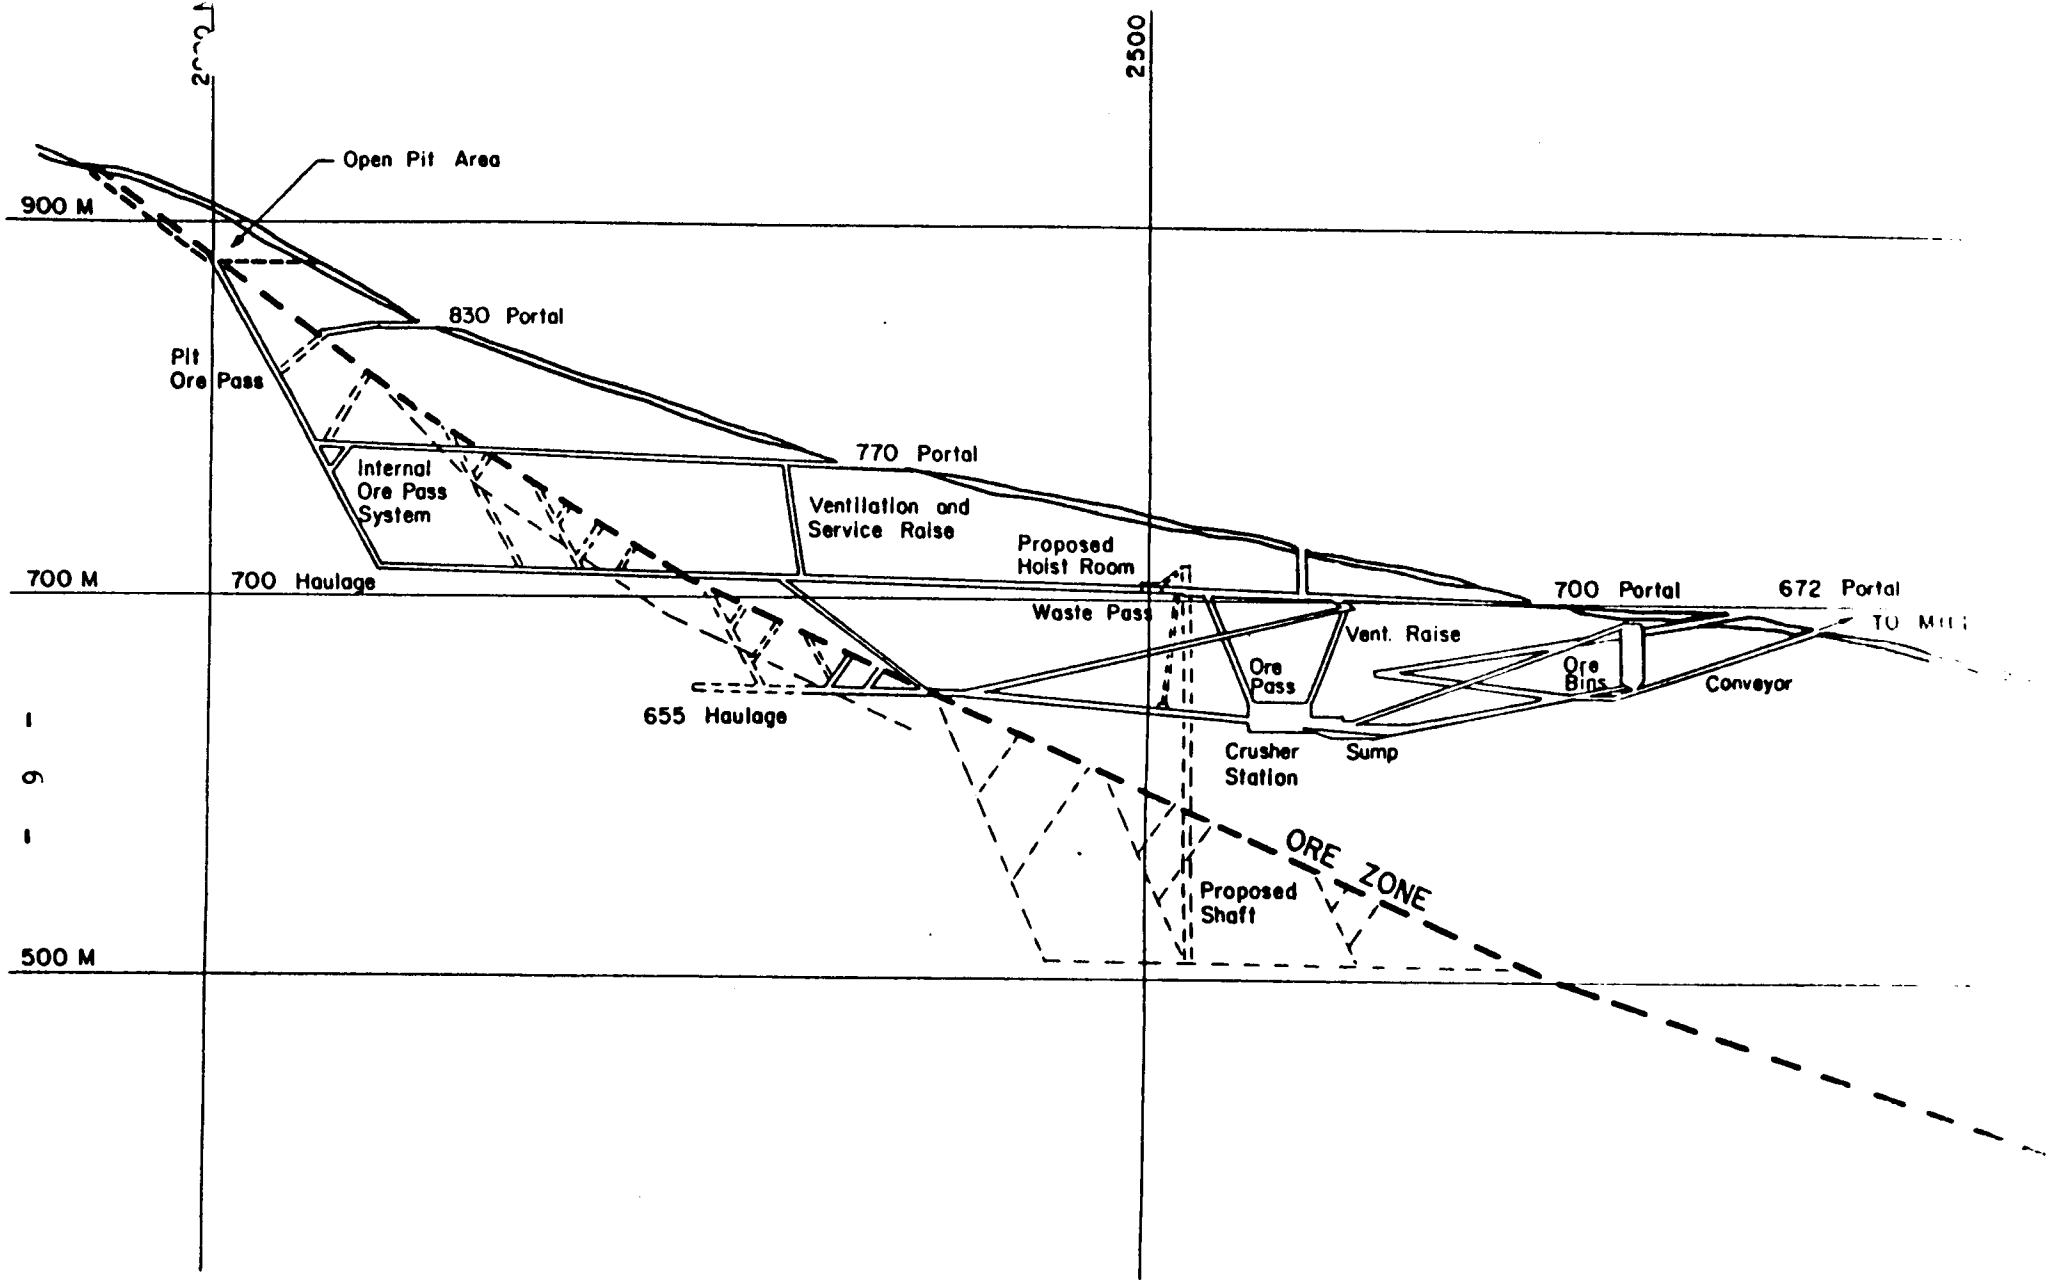 2500
Open Pit Area
900 M
830 Portal
Pit
Ore Pass
770 Portal
Internal
Ore Pass
System
Ventilation and
Service Raise
Proposed
Hoist Room
700 M
700 Haulage
700 Portal
672 Portal
Waste Pass
TO
Vent. Raise
Ore
Pass
Ore
Bins
Conveyor
655 Haulage
Crusher
Station
Sump
- 6 -
ORE ZONE
Proposed
Shaft
500 M